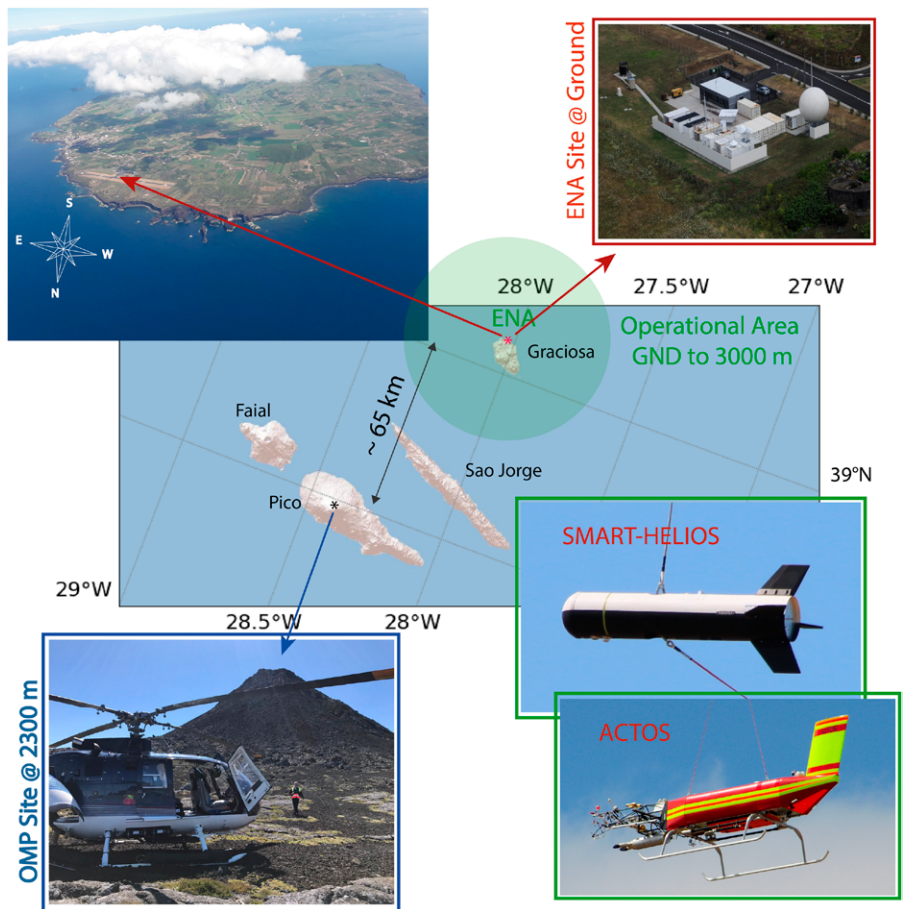 S
E
W
N
ENA Site @ Ground
28°W
27.5°W
27°W
ENA
Operational Area
GND to 3000 m
Graciosa
~ 65 km
Faial
Sao Jorge
39°N
Pico
SMART-HELIOS
29°W
28.5°W
28°W
OMP Site @ 2300 m
ACTOS